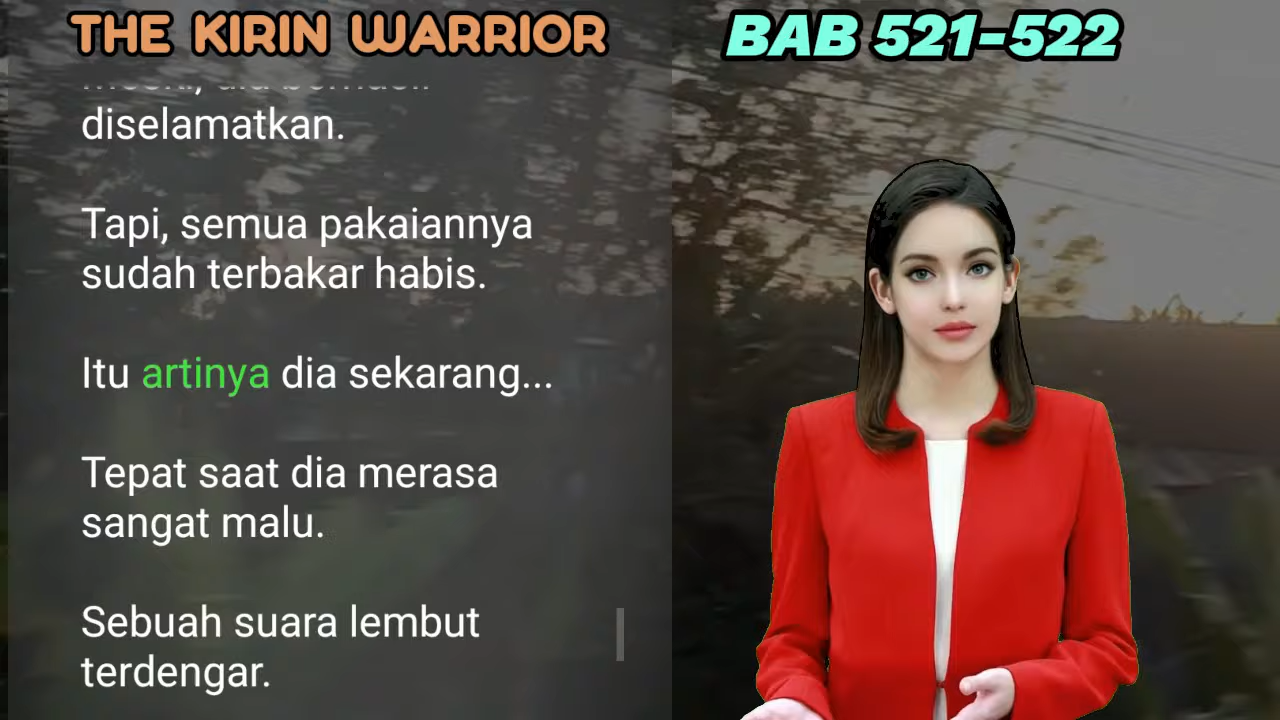 THE KIRIN WARRIOR
BAB 521-522
diselamatkan.
Tapi, semua pakaiannya
sudah terbakar habis.
Itu artinya dia sekarang...
Tepat saat dia merasa
sangat malu.
Sebuah suara lembut
terdengar.